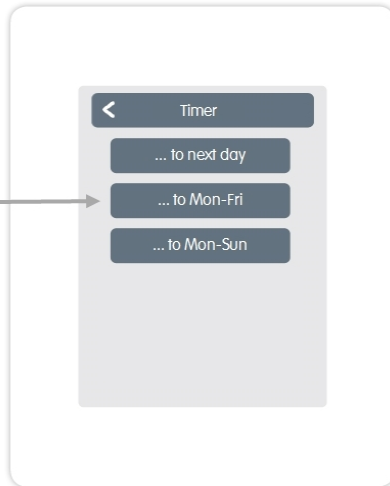 Timer
... to next day
... to Mon-Fri
... to Mon-Sun